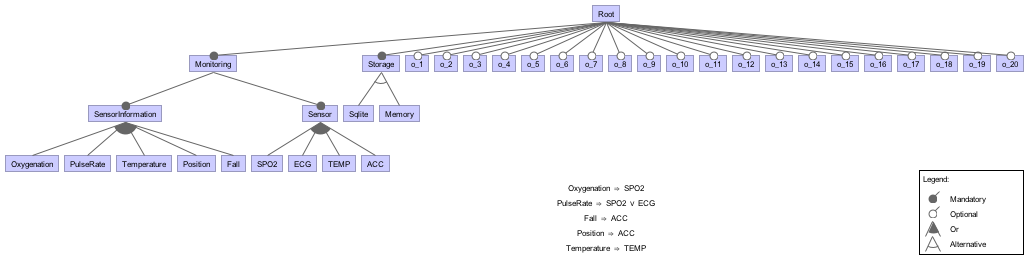 Root
Monitoring Storage o_1 o_2 o_3 o_4 o_5 o_6 o_7 o_8 o_9 o_10 o_11 o_12 o_13 o_14 o_15 o_16 o_17 o_18 o_19 o_20
SensorInformation Sensor Sqlite Memory
Oxygenation PulseRate Temperature Position Fall SPO2 ECG TEMP ACC
Oxygenation ⇒ SPO2
PulseRate ⇒ SPO2 ∨ ECG
Fall ⇒ ACC
Position ⇒ ACC
Temperature ⇒ TEMP
Legend:
Mandatory
Optional
Or
Alternative